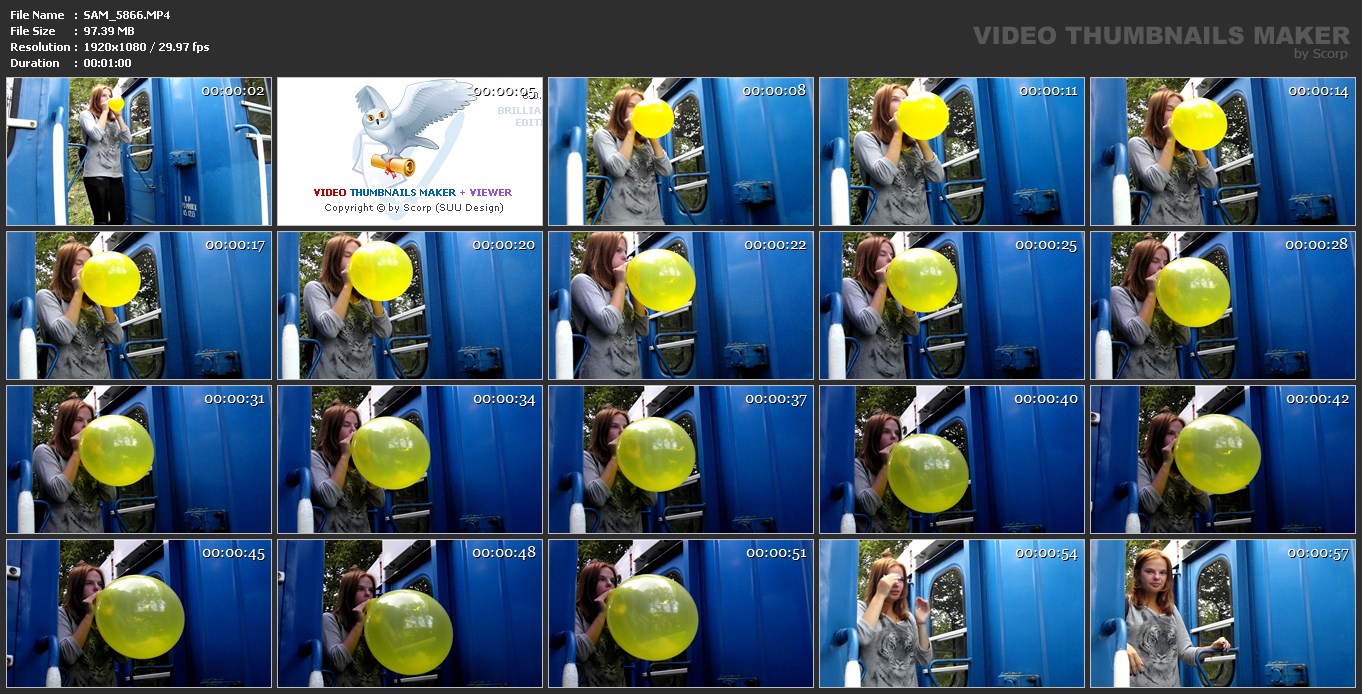 File Name : SAM_5866.MP4
File Size : 97.39 MB
Resolution : 1920x1080 / 29.97 fps
Duration : 00:01:00
VIDEO THUMBNAILS MAKER
by Scorp
00:00:02
00:00:05
BRILLIA
EDITI
VIDEO THUMBNAILS MAKER + VIEWER
Copyright © by Scorp (SUU Design)
00:00:08
00:00:11
00:00:14
00:00:17
00:00:20
00:00:22
00:00:25
00:00:28
00:00:31
00:00:34
00:00:37
00:00:40
00:00:42
00:00:45
00:00:48
00:00:51
00:00:54
00:00:57